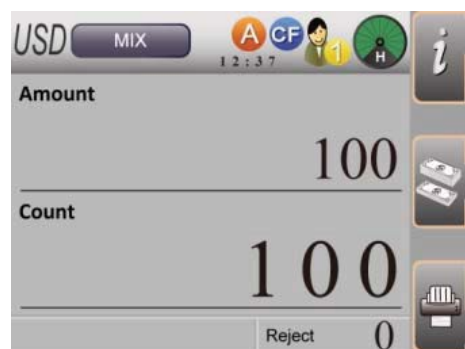 USD MIX A CF 1 H i
12:37
Amount
100
Count
100
Reject 0